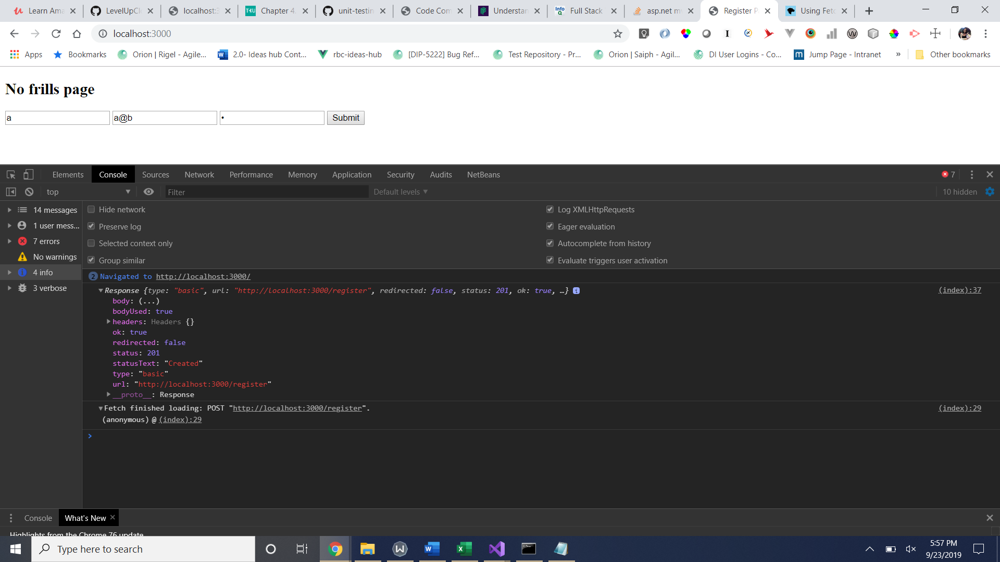 Learn Ama
LevelUpCl
localhost:3
TKU Chapter 4.
unit-testin
Code Com
Understan
Info Q Full Stack
asp.net m
Register P
Using Fetc
localhost:3000
Apps
Bookmarks
Orion | Rigel - Agile...
2.0- Ideas hub Cont...
rbc-ideas-hub
[DIP-5222] Bug Ref...
Test Repository - Pr...
Orion | Saiph - Agil...
DI User Logins - Co...
Jump Page - Intranet
»
Other bookmarks
No frills page
a
a@b
•
Submit
Elements
Console
Sources
Network
Performance
Memory
Application
Security
Audits
NetBeans
7
top
Filter
Default levels
10 hidden
14 messages
1 user mess...
7 errors
No warnings
4 info
3 verbose
Hide network
Log XMLHttpRequests
Preserve log
Eager evaluation
Selected context only
Autocomplete from history
Group similar
Evaluate triggers user activation
2 Navigated to http://localhost:3000/
Response {type: "basic", url: "http://localhost:3000/register", redirected: false, status: 201, ok: true, …} i (index):37
body: (...)
bodyUsed: true
headers: Headers {}
ok: true
redirected: false
status: 201
statusText: "Created"
type: "basic"
url: "http://localhost:3000/register"
__proto__: Response
Fetch finished loading: POST "http://localhost:3000/register". (index):29
(anonymous) @ (index):29
Console
What's New
Highlights from the Chrome 76 update
Type here to search
5:57 PM
9/23/2019